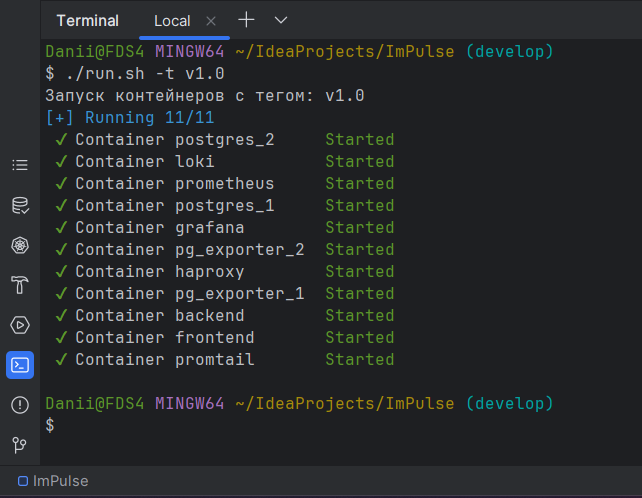 Terminal Local
Danii@FDS4 MINGW64 ~/IdeaProjects/ImPulse (develop)
$ ./run.sh -t v1.0
Запуск контейнеров с тегом: v1.0
[+] Running 11/11
✓ Container postgres_2 Started
✓ Container loki Started
✓ Container prometheus Started
✓ Container postgres_1 Started
✓ Container grafana Started
✓ Container pg_exporter_2 Started
✓ Container haproxy Started
✓ Container pg_exporter_1 Started
✓ Container backend Started
✓ Container frontend Started
✓ Container promtail Started
Danii@FDS4 MINGW64 ~/IdeaProjects/ImPulse (develop)
$
ImPulse